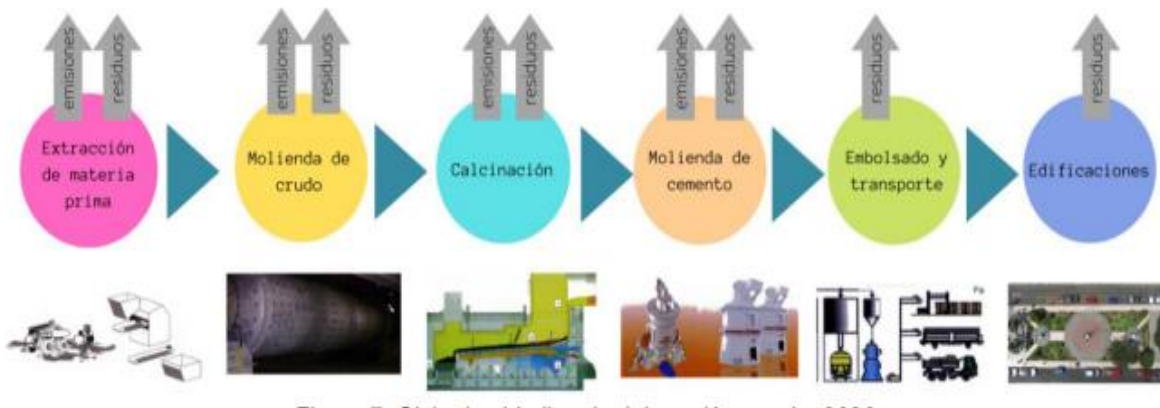 emisiones
residuos
emisiones
residuos
emisiones
residuos
emisiones
residuos
residuos
residuos
Extracción
de materia
prima
Molienda de
crudo
Calcinación
Molienda de
cemento
Embolsado y
transporte
Edificaciones